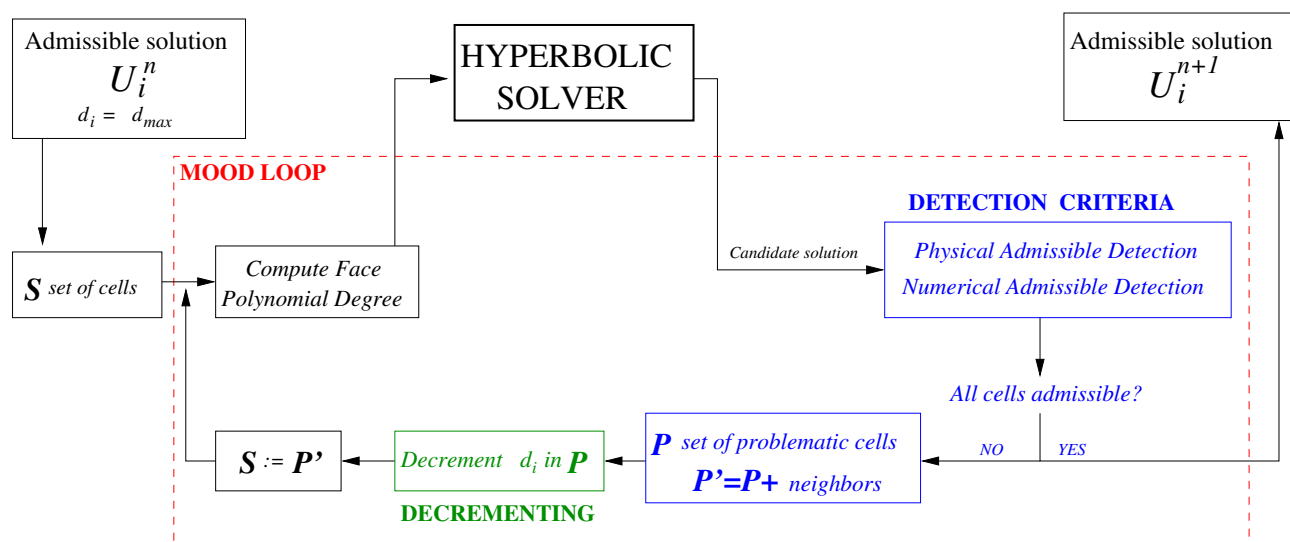 Admissible solution
U_i^n
d_i = d_max
HYPERBOLIC
SOLVER
Admissible solution
U_i^{n+1}
MOOD LOOP
DETECTION CRITERIA
S set of cells
Compute Face
Polynomial Degree
Candidate solution
Physical Admissible Detection
Numerical Admissible Detection
All cells admissible?
NO
YES
S := P'
Decrement d_i in P
P set of problematic cells
P'=P+ neighbors
DECREMENTING